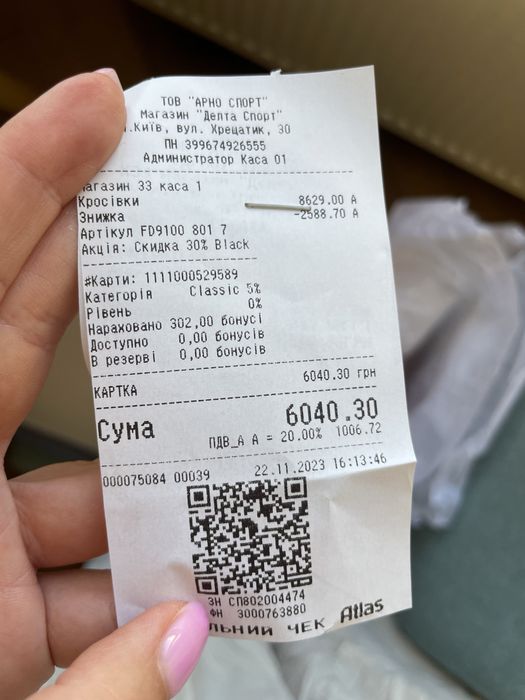 ТОВ "АРНО СПОРТ"
Магазин "Делта Спорт"
.Київ, вул. Хрещатик, 30
ПН 399674926555
Администратор Каса 01
агазин 33 каса 1
Кросівки 8629.00 А
Знижка -2588.70 А
Артікул FD9100 801 7
Акція: Скидка 30% Black
#Карти: 1111000529589
Категорія Classic 5%
Рівень 0%
Нараховано 302,00 бонусі
Доступно 0,00 бонусів
В резерві 0,00 бонусів
КАРТКА 6040.30 грн
Сума 6040.30
ПДВ_А А = 20.00% 1006.72
000075084 00039 22.11.2023 16:13:46
ЗН СП802004474
ФН 3000763880
льний чек Atlas